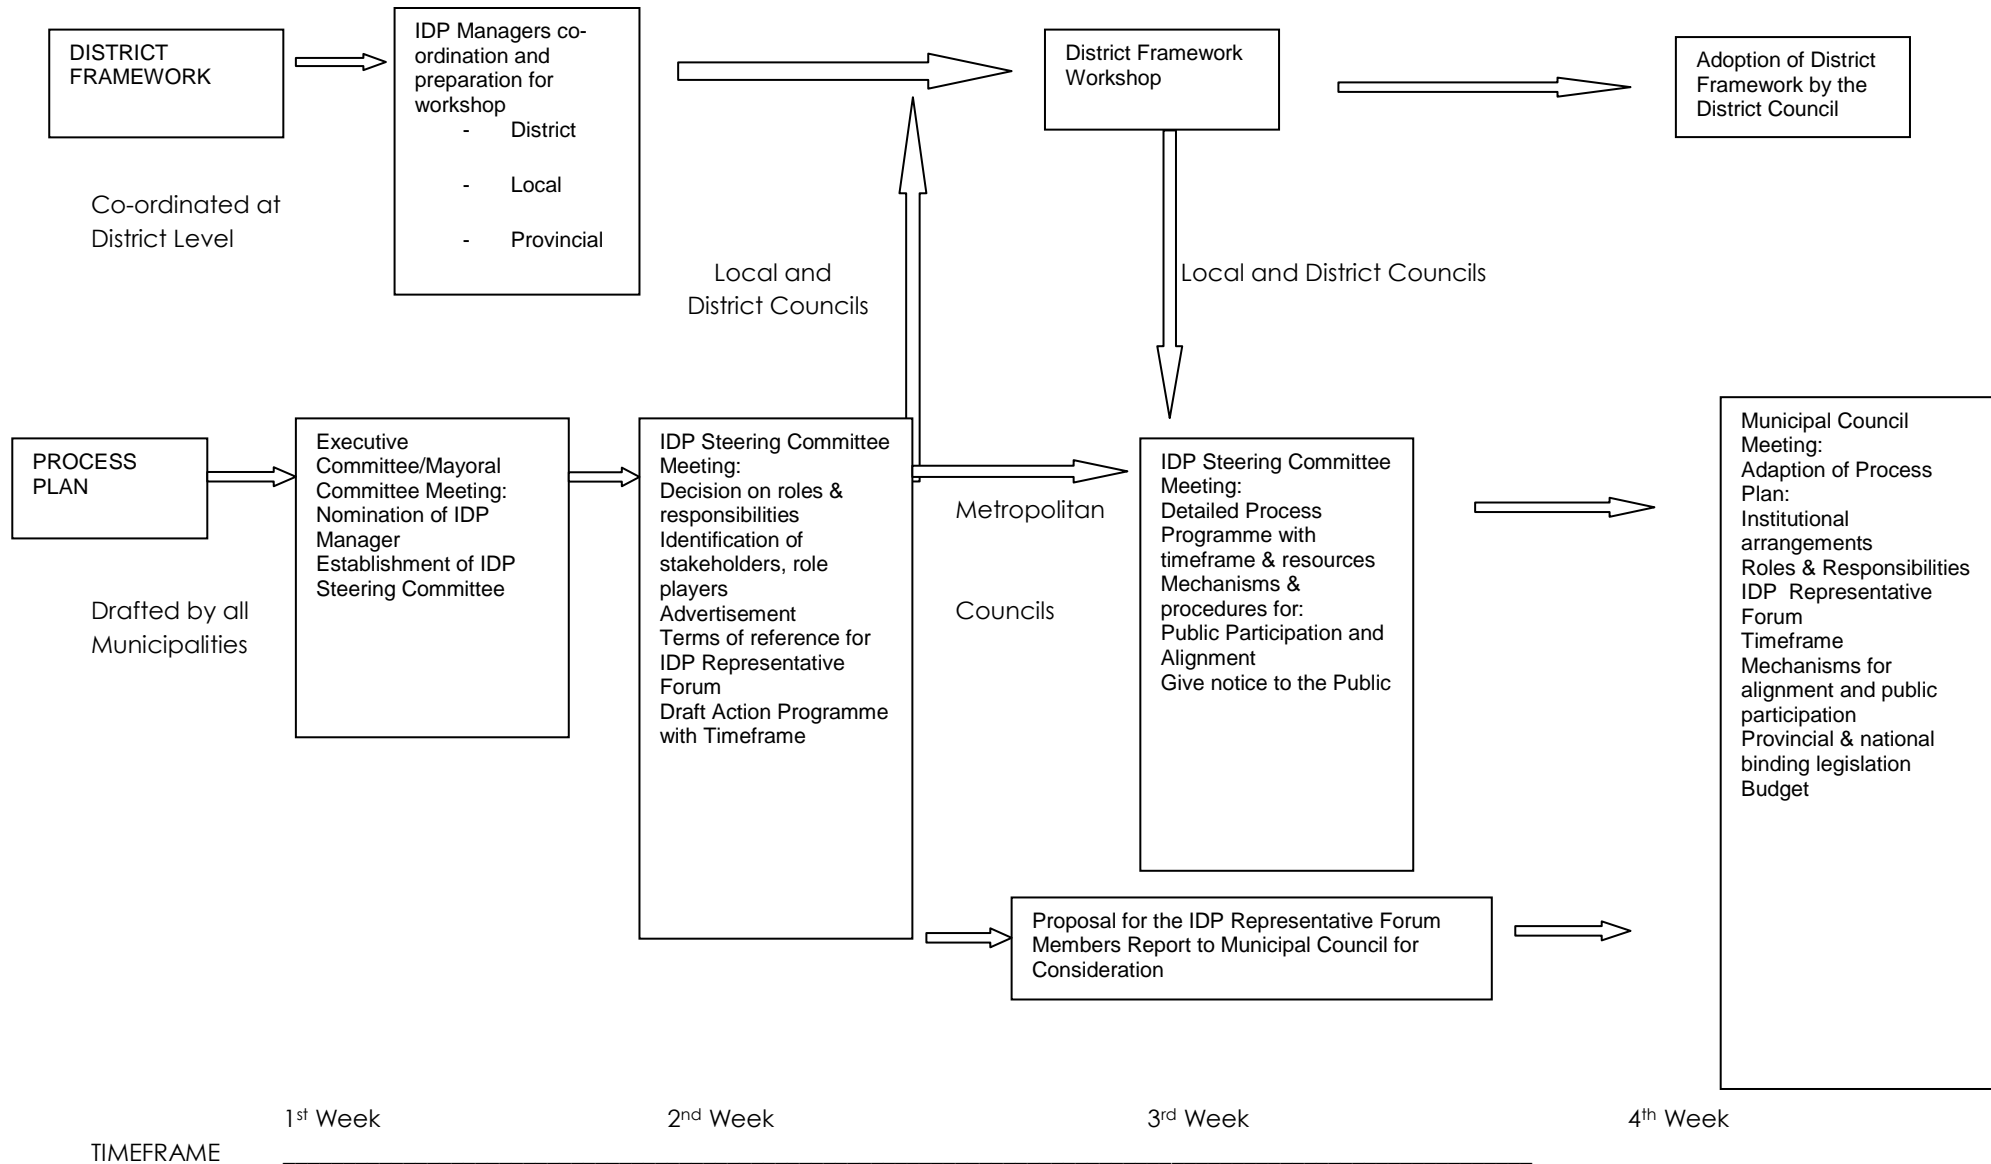 DISTRICT
FRAMEWORK
IDP Managers co-
ordination and
preparation for
workshop
- District
- Local
- Provincial
District Framework
Workshop
Adoption of District
Framework by the
District Council
Co-ordinated at
District Level
Local and
District Councils
Local and District Councils
PROCESS
PLAN
Executive
Committee/Mayoral
Committee Meeting:
Nomination of IDP
Manager
Establishment of IDP
Steering Committee
IDP Steering Committee
Meeting:
Decision on roles &
responsibilities
Identification of
stakeholders, role
players
Advertisement
Terms of reference for
IDP Representative
Forum
Draft Action Programme
with Timeframe
Metropolitan
Councils
IDP Steering Committee
Meeting:
Detailed Process
Programme with
timeframe & resources
Mechanisms &
procedures for:
Public Participation and
Alignment
Give notice to the Public
Municipal Council
Meeting:
Adaption of Process
Plan:
Institutional
arrangements
Roles & Responsibilities
IDP Representative
Forum
Timeframe
Mechanisms for
alignment and public
participation
Provincial & national
binding legislation
Budget
Drafted by all
Municipalities
Proposal for the IDP Representative Forum
Members Report to Municipal Council for
Consideration
1st Week 2nd Week 3rd Week 4th Week
TIMEFRAME